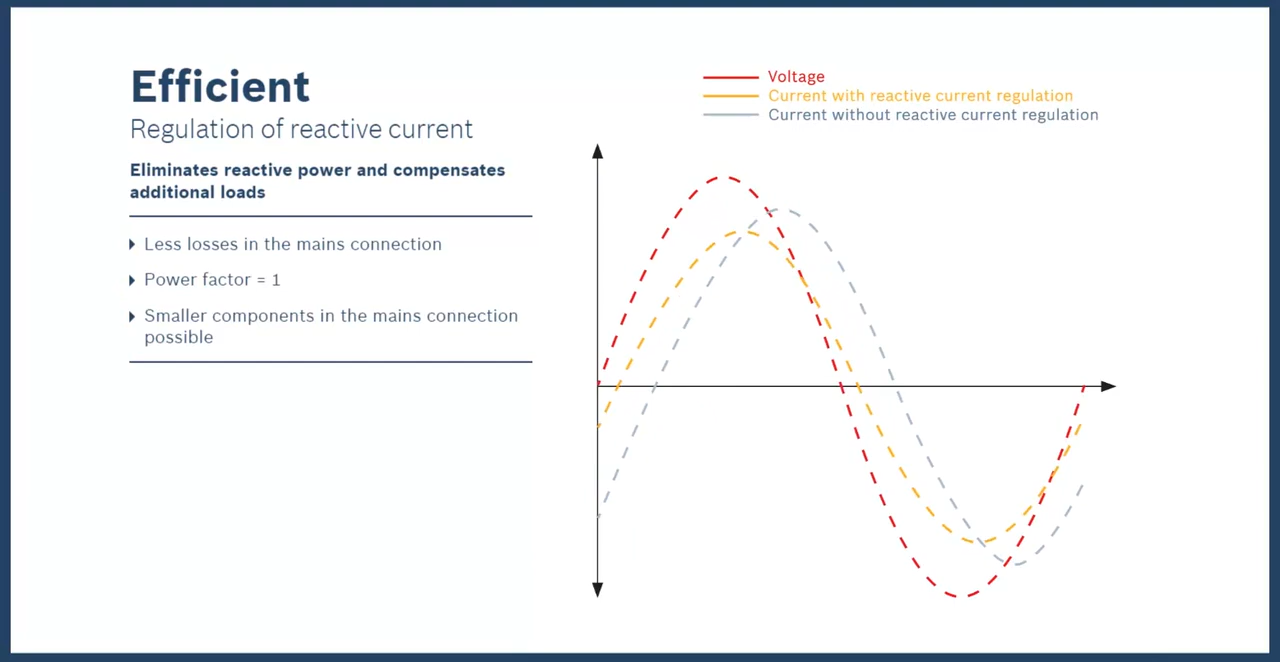 Efficient
Regulation of reactive current
Eliminates reactive power and compensates
additional loads
Less losses in the mains connection
Power factor = 1
Smaller components in the mains connection
possible
Voltage
Current with reactive current regulation
Current without reactive current regulation